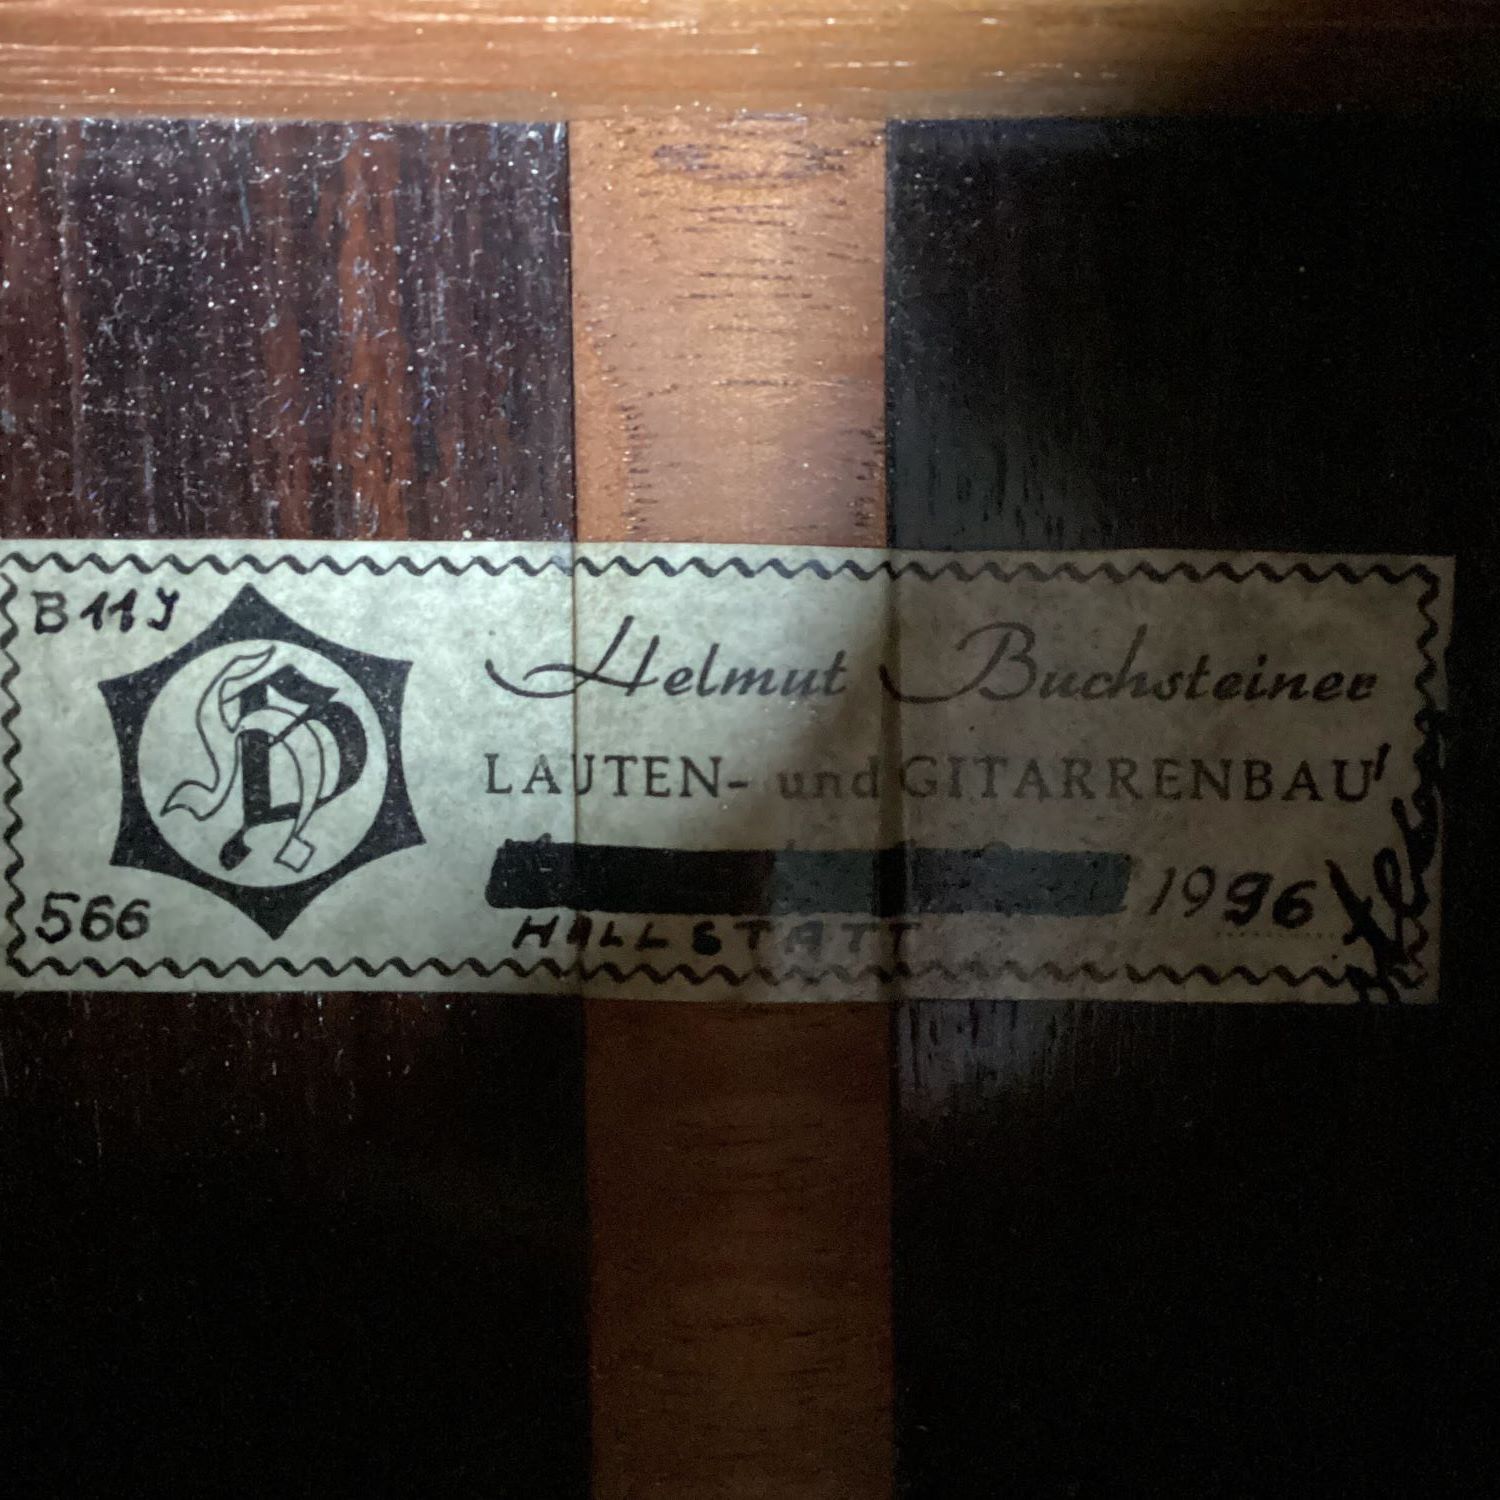 B11J
Helmut Buchsteiner
LAUTEN- und GITARRENBAU
1996
566
HALLSTATT